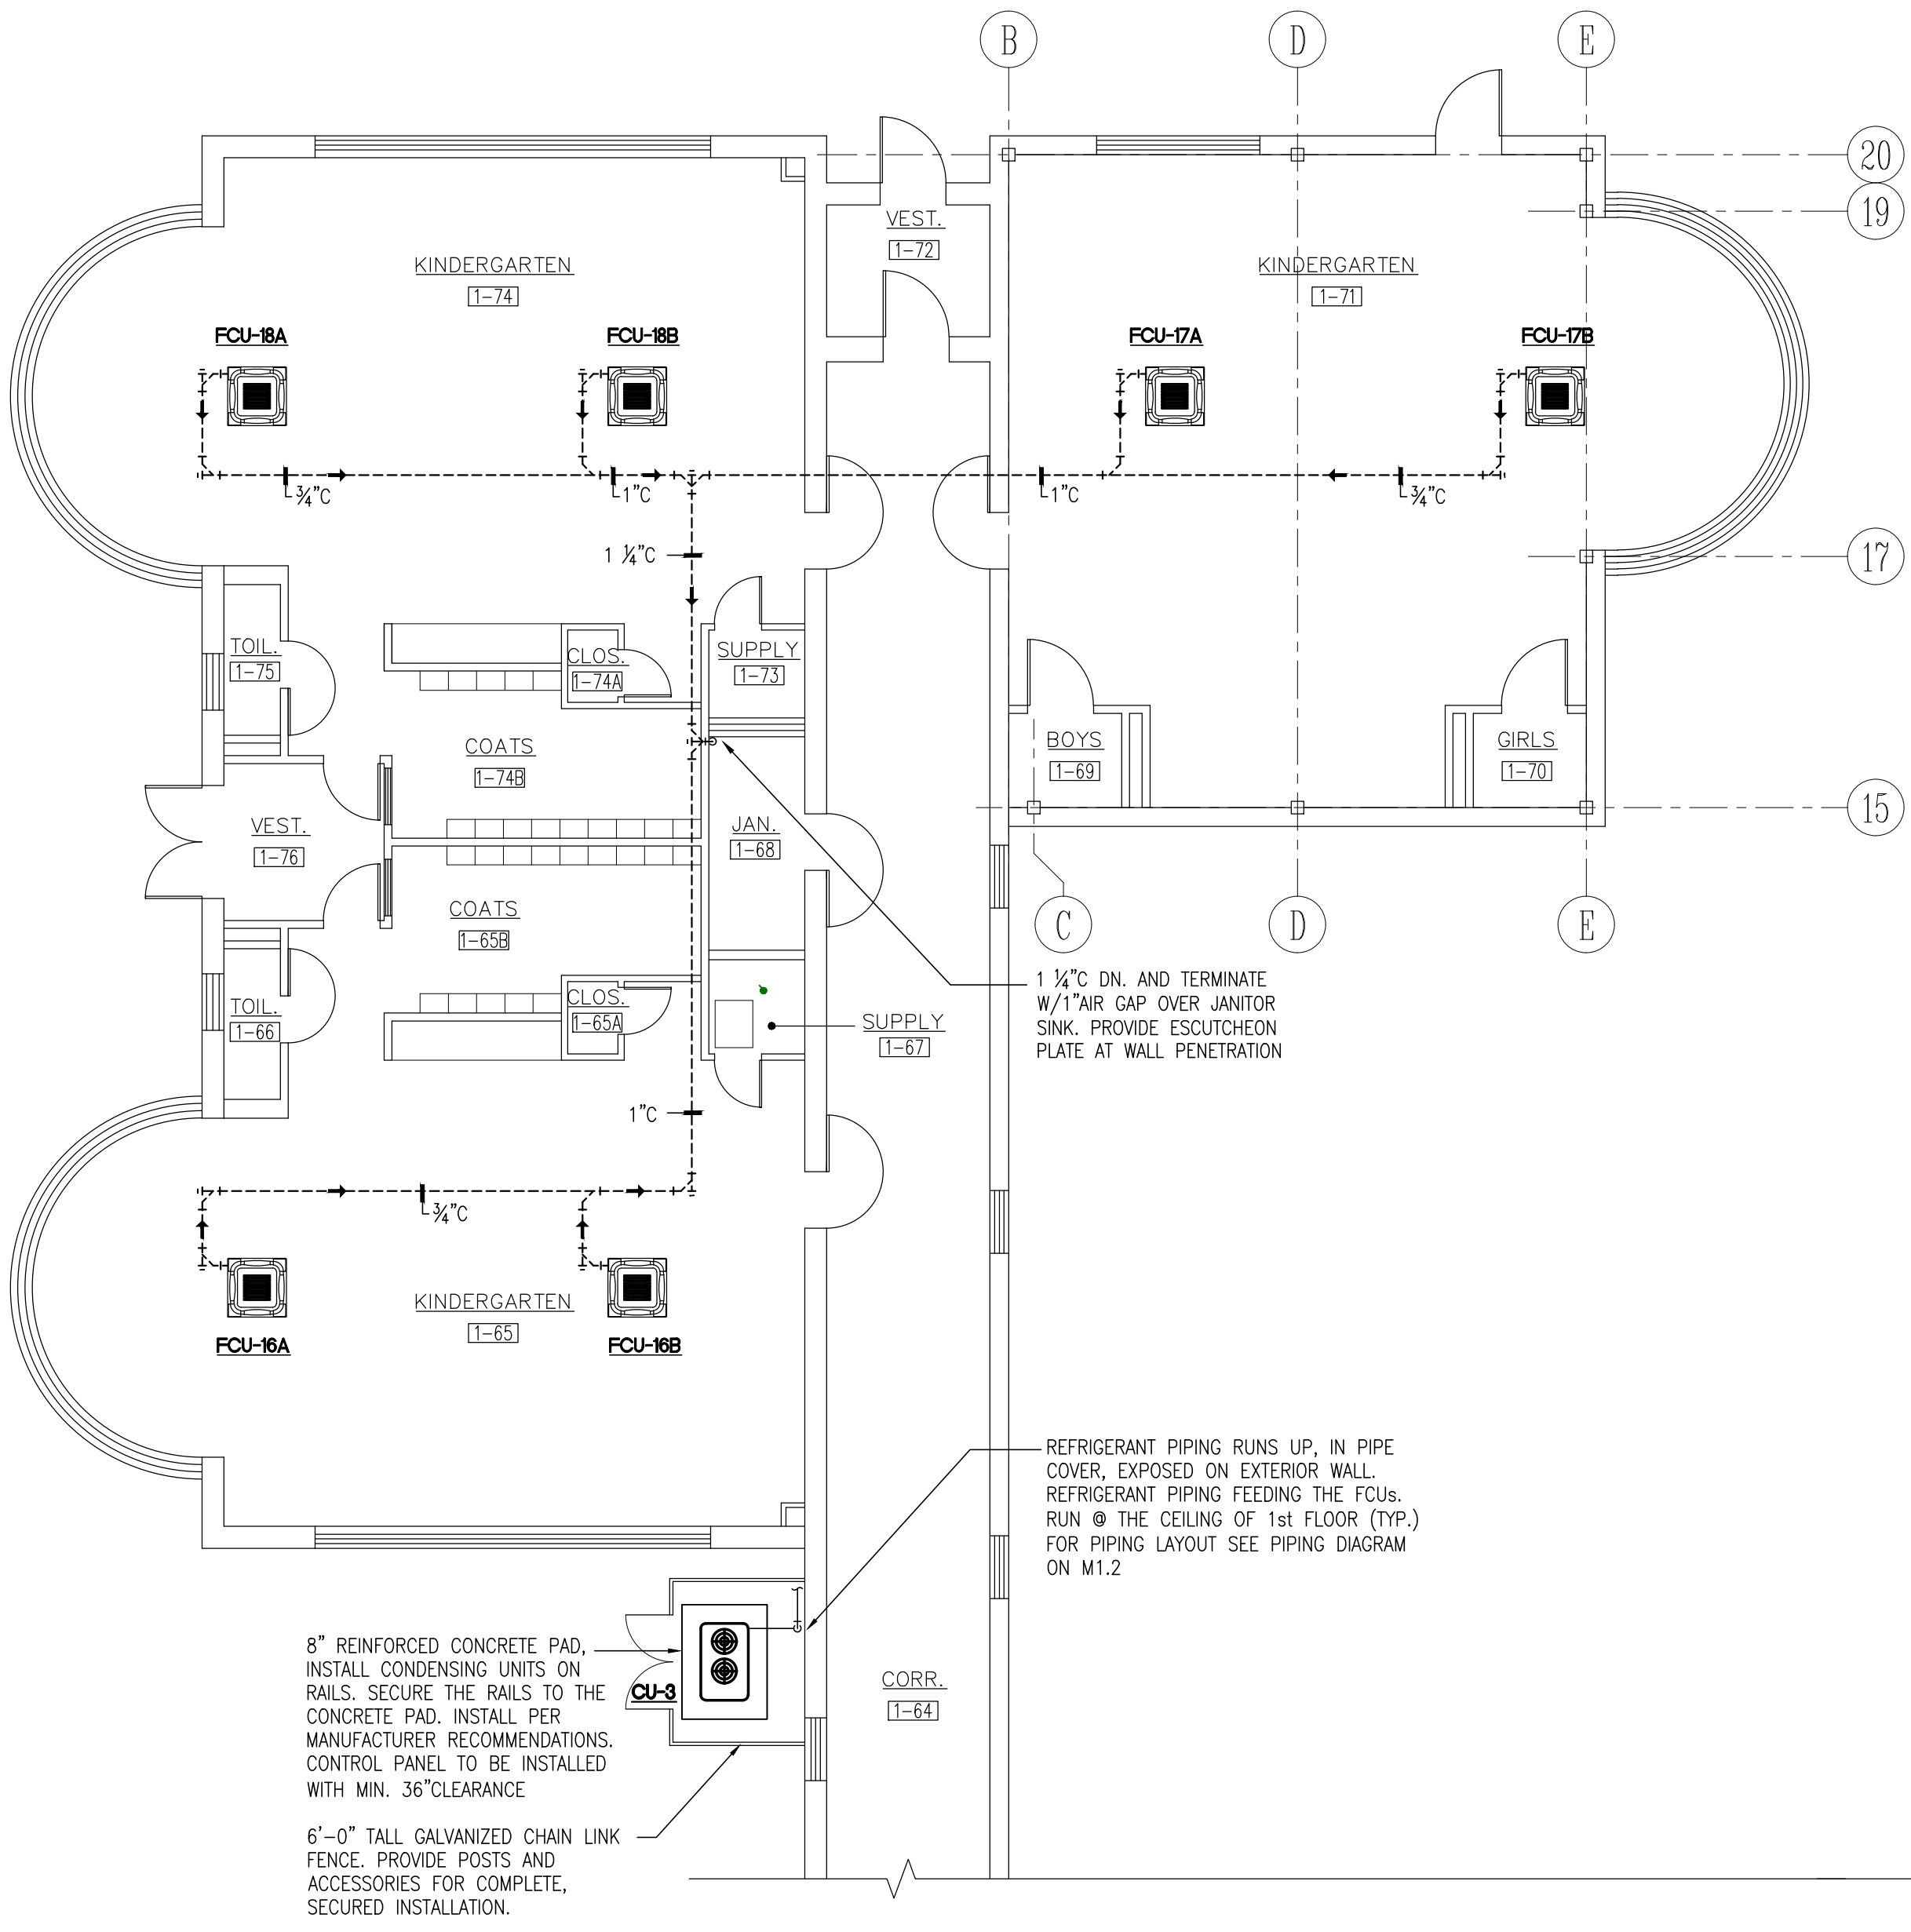 B
D
E
20
19
17
15
C
D
E
KINDERGARTEN
1-74
VEST.
1-72
KINDERGARTEN
1-71
FCU-18A
FCU-18B
FCU-17A
FCU-17B
¾"C
1"C
1"C
¾"C
1 ¼"C
TOIL.
1-75
CLOS.
1-74A
SUPPLY
1-73
COATS
1-74B
BOYS
1-69
GIRLS
1-70
VEST.
1-76
JAN.
1-68
COATS
1-65B
TOIL.
1-66
CLOS.
1-65A
SUPPLY
1-67
1 ¼"C DN. AND TERMINATE
W/1"AIR GAP OVER JANITOR
SINK. PROVIDE ESCUTCHEON
PLATE AT WALL PENETRATION
1"C
¾"C
KINDERGARTEN
1-65
FCU-16A
FCU-16B
REFRIGERANT PIPING RUNS UP, IN PIPE
COVER, EXPOSED ON EXTERIOR WALL.
REFRIGERANT PIPING FEEDING THE FCUs.
RUN @ THE CEILING OF 1st FLOOR (TYP.)
FOR PIPING LAYOUT SEE PIPING DIAGRAM
ON M1.2
8" REINFORCED CONCRETE PAD,
INSTALL CONDENSING UNITS ON
RAILS. SECURE THE RAILS TO THE
CONCRETE PAD. INSTALL PER
MANUFACTURER RECOMMENDATIONS.
CONTROL PANEL TO BE INSTALLED
WITH MIN. 36"CLEARANCE
CU-3
CORR.
1-64
6'-0" TALL GALVANIZED CHAIN LINK
FENCE. PROVIDE POSTS AND
ACCESSORIES FOR COMPLETE,
SECURED INSTALLATION.